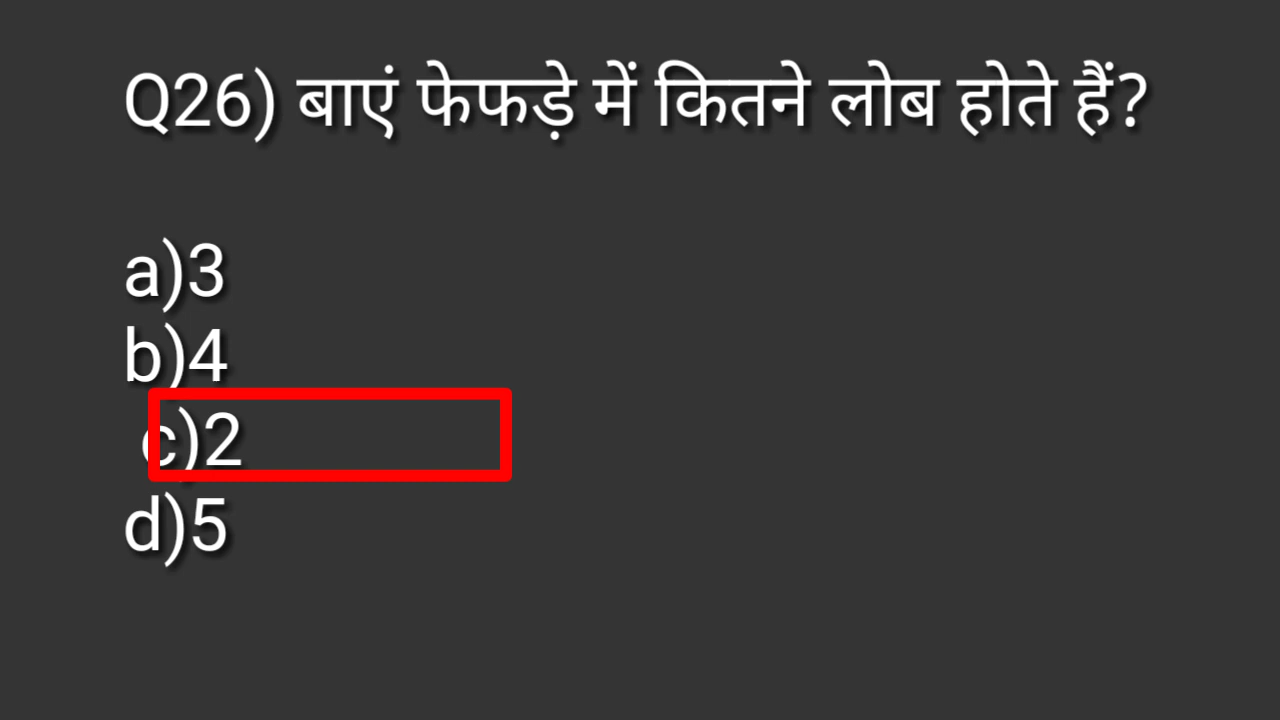 Q26) बाएं फेफड़े में कितने लोब होते हैं?
a)3
b)4
c)2
d)5